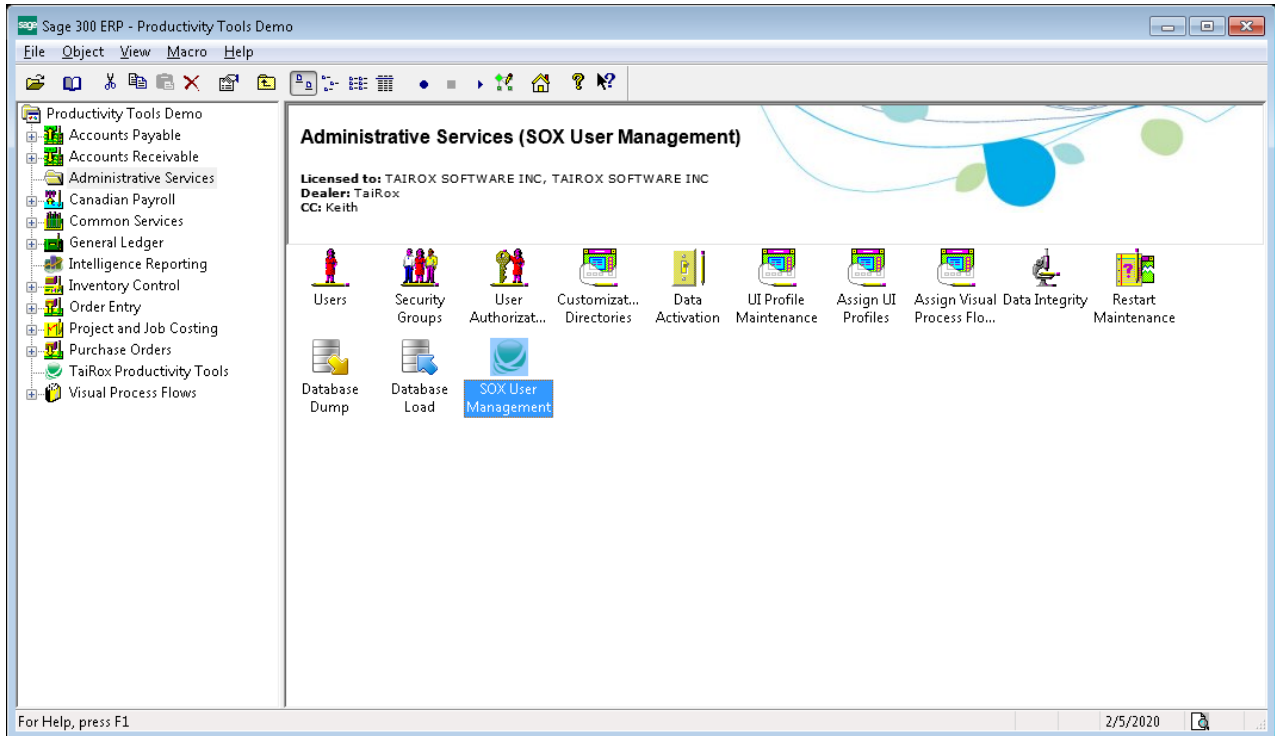 sage Sage 300 ERP - Productivity Tools Demo
File Object View Macro Help
Productivity Tools Demo
Accounts Payable
Accounts Receivable
Administrative Services
Canadian Payroll
Common Services
General Ledger
Intelligence Reporting
Inventory Control
Order Entry
Project and Job Costing
Purchase Orders
TaiRox Productivity Tools
Visual Process Flows
Administrative Services (SOX User Management)
Licensed to: TAIROX SOFTWARE INC, TAIROX SOFTWARE INC
Dealer: TaiRox
CC: Keith
Users
Security
Groups
User
Authorizat...
Customizat...
Directories
Data
Activation
UI Profile
Maintenance
Assign UI
Profiles
Assign Visual
Process Flo...
Data Integrity
Restart
Maintenance
Database
Dump
Database
Load
SOX User
Management
For Help, press F1
2/5/2020